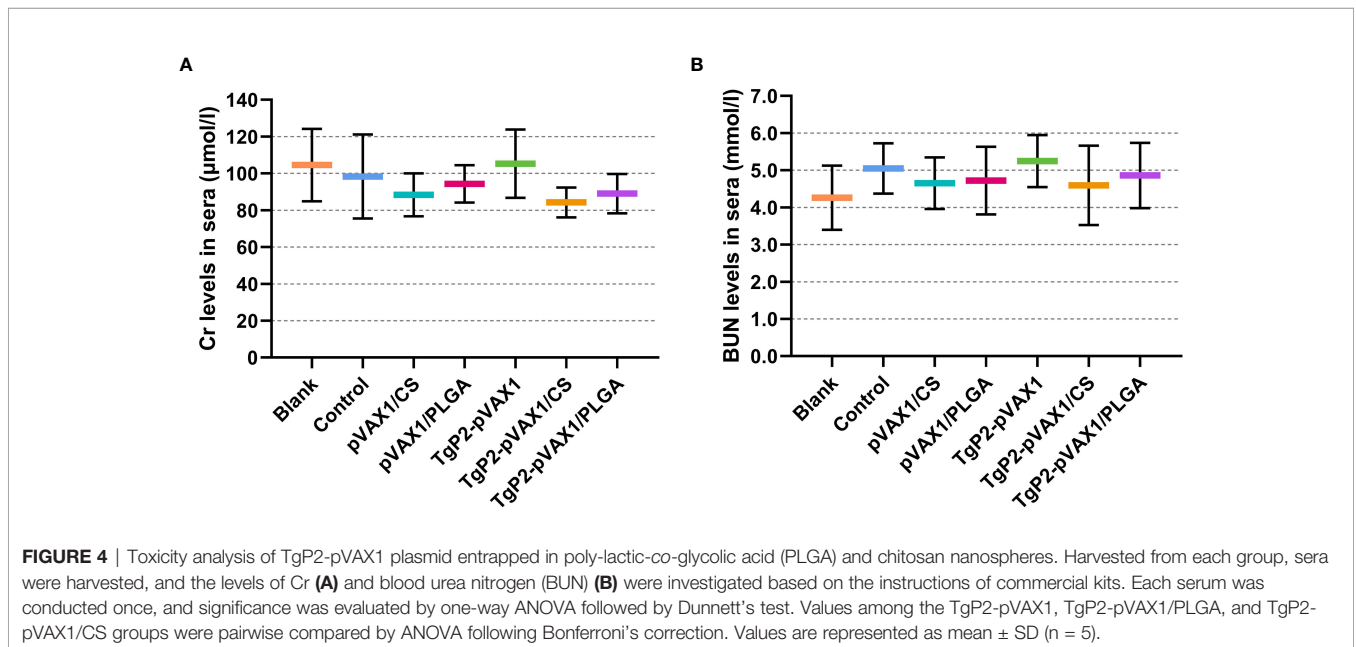 A
Cr levels in sera (µmol/l)
140
120
100
80
60
40
20
0
Blank
Control
pVAX1/CS
pVAX1/PLGA
TgP2-pVAX1
TgP2-pVAX1/CS
TgP2-pVAX1/PLGA
B
BUN levels in sera (mmol/l)
7.0
6.0
5.0
4.0
3.0
2.0
1.0
0.0
Blank
Control
pVAX1/CS
pVAX1/PLGA
TgP2-pVAX1
TgP2-pVAX1/CS
TgP2-pVAX1/PLGA
FIGURE 4 | Toxicity analysis of TgP2-pVAX1 plasmid entrapped in poly-lactic-co-glycolic acid (PLGA) and chitosan nanospheres. Harvested from each group, sera
were harvested, and the levels of Cr (A) and blood urea nitrogen (BUN) (B) were investigated based on the instructions of commercial kits. Each serum was
conducted once, and significance was evaluated by one-way ANOVA followed by Dunnett's test. Values among the TgP2-pVAX1, TgP2-pVAX1/PLGA, and TgP2-
pVAX1/CS groups were pairwise compared by ANOVA following Bonferroni's correction. Values are represented as mean ± SD (n = 5).